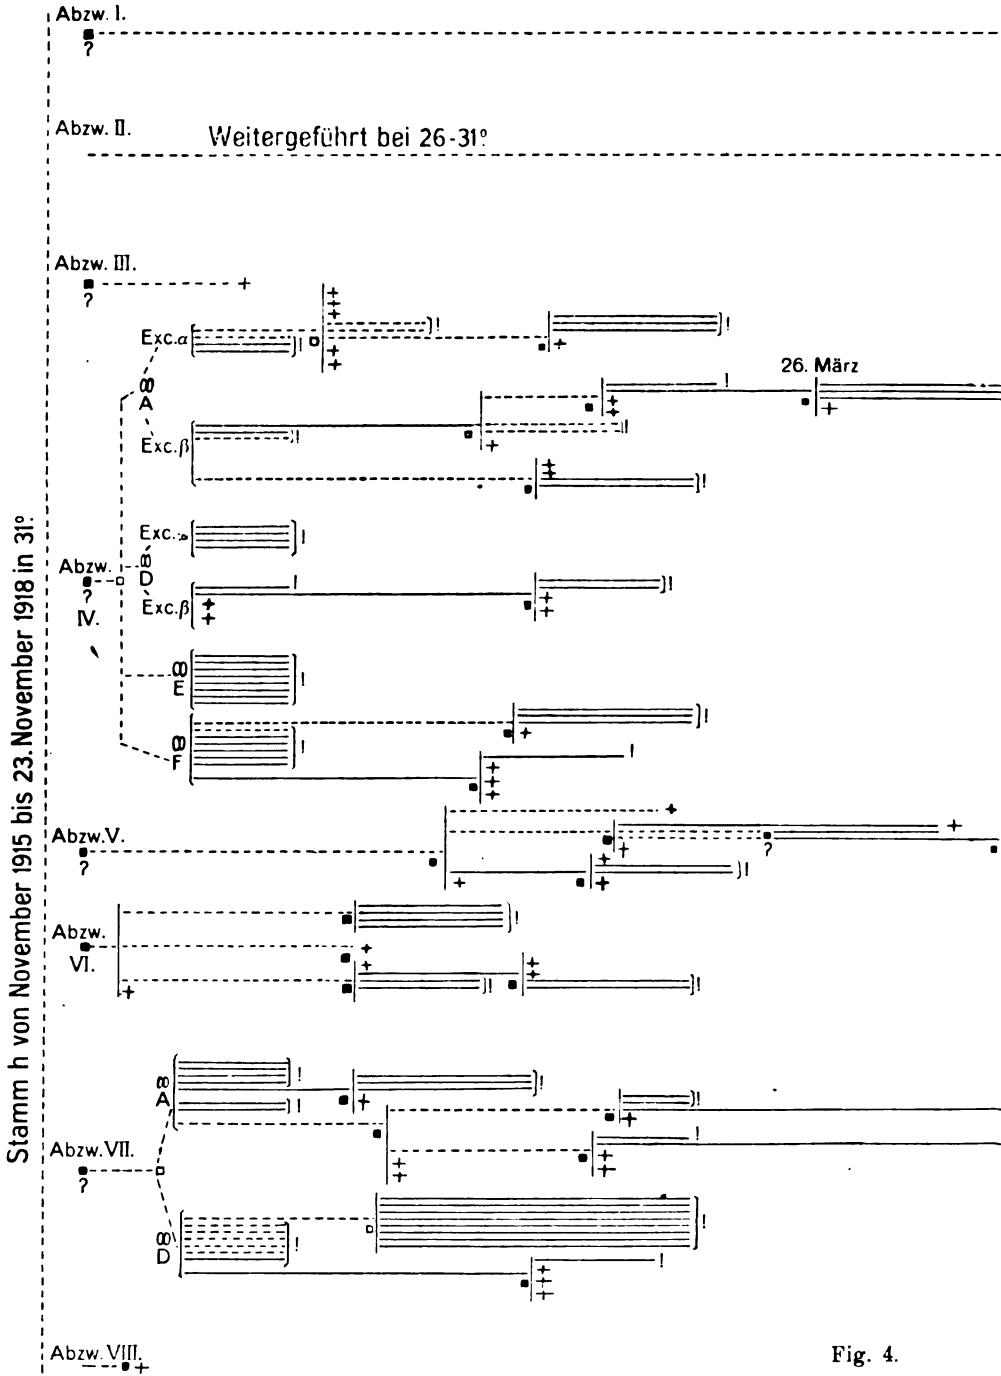 Stamm h von November 1915 bis 23. November 1918 in 31°.
Abzw. I.
?
Abzw. II.
Weitergeführt bei 26-31°.
Abzw. III.
?
Exc. α
A
Exc. β
26. März
Abzw.
?
IV.
Exc. α
D
Exc. β
E
F
Abzw. V.
?
?
Abzw.
VI.
A
Abzw. VII.
?
D
Abzw. VIII.
Fig. 4.